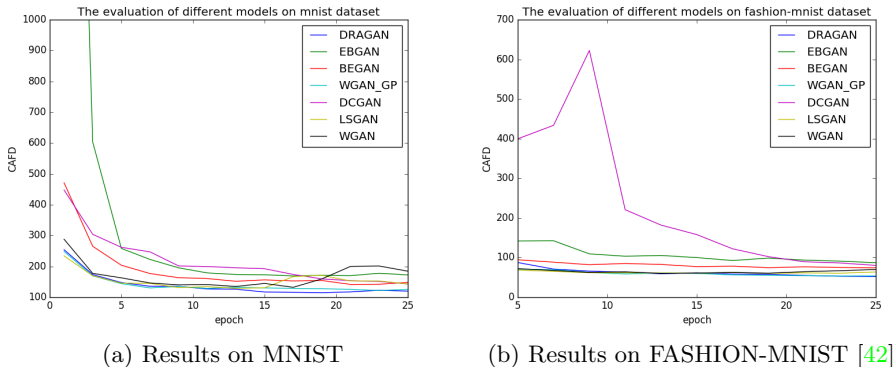 The evaluation of different models on mnist dataset
1000
900
800
700
600
500
400
300
200
100
CAFD
0
5
10
15
20
25
epoch
DRAGAN
EBGAN
BEGAN
WGAN_GP
DCGAN
LSGAN
WGAN
(a) Results on MNIST
The evaluation of different models on fashion-mnist dataset
700
600
500
400
300
200
100
0
CAFD
5
10
15
20
25
epoch
DRAGAN
EBGAN
BEGAN
WGAN_GP
DCGAN
LSGAN
WGAN
(b) Results on FASHION-MNIST [42]